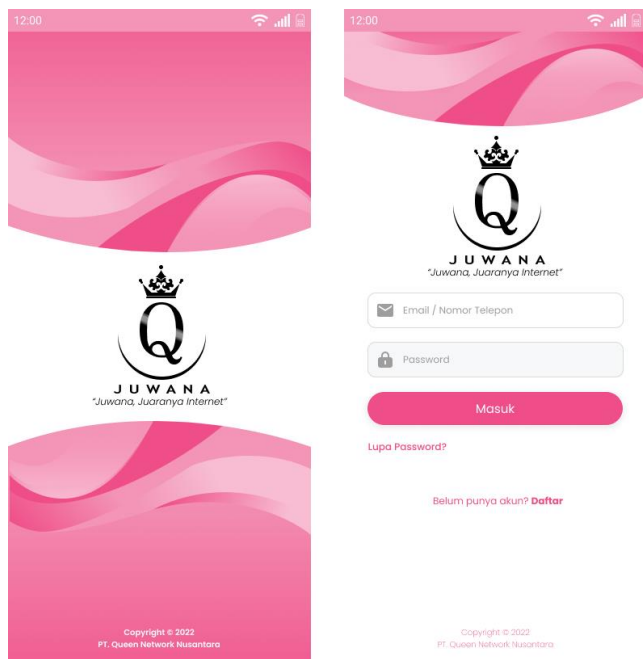 12:00
Q
JUWANA
“Juwana, Juaranya Internet”
Copyright © 2022
PT. Queen Network Nusantara
12:00
Q
JUWANA
“Juwana, Juaranya Internet”
Email / Nomor Telepon
Password
Masuk
Lupa Password?
Belum punya akun? Daftar
Copyright © 2022
PT. Queen Network Nusantara